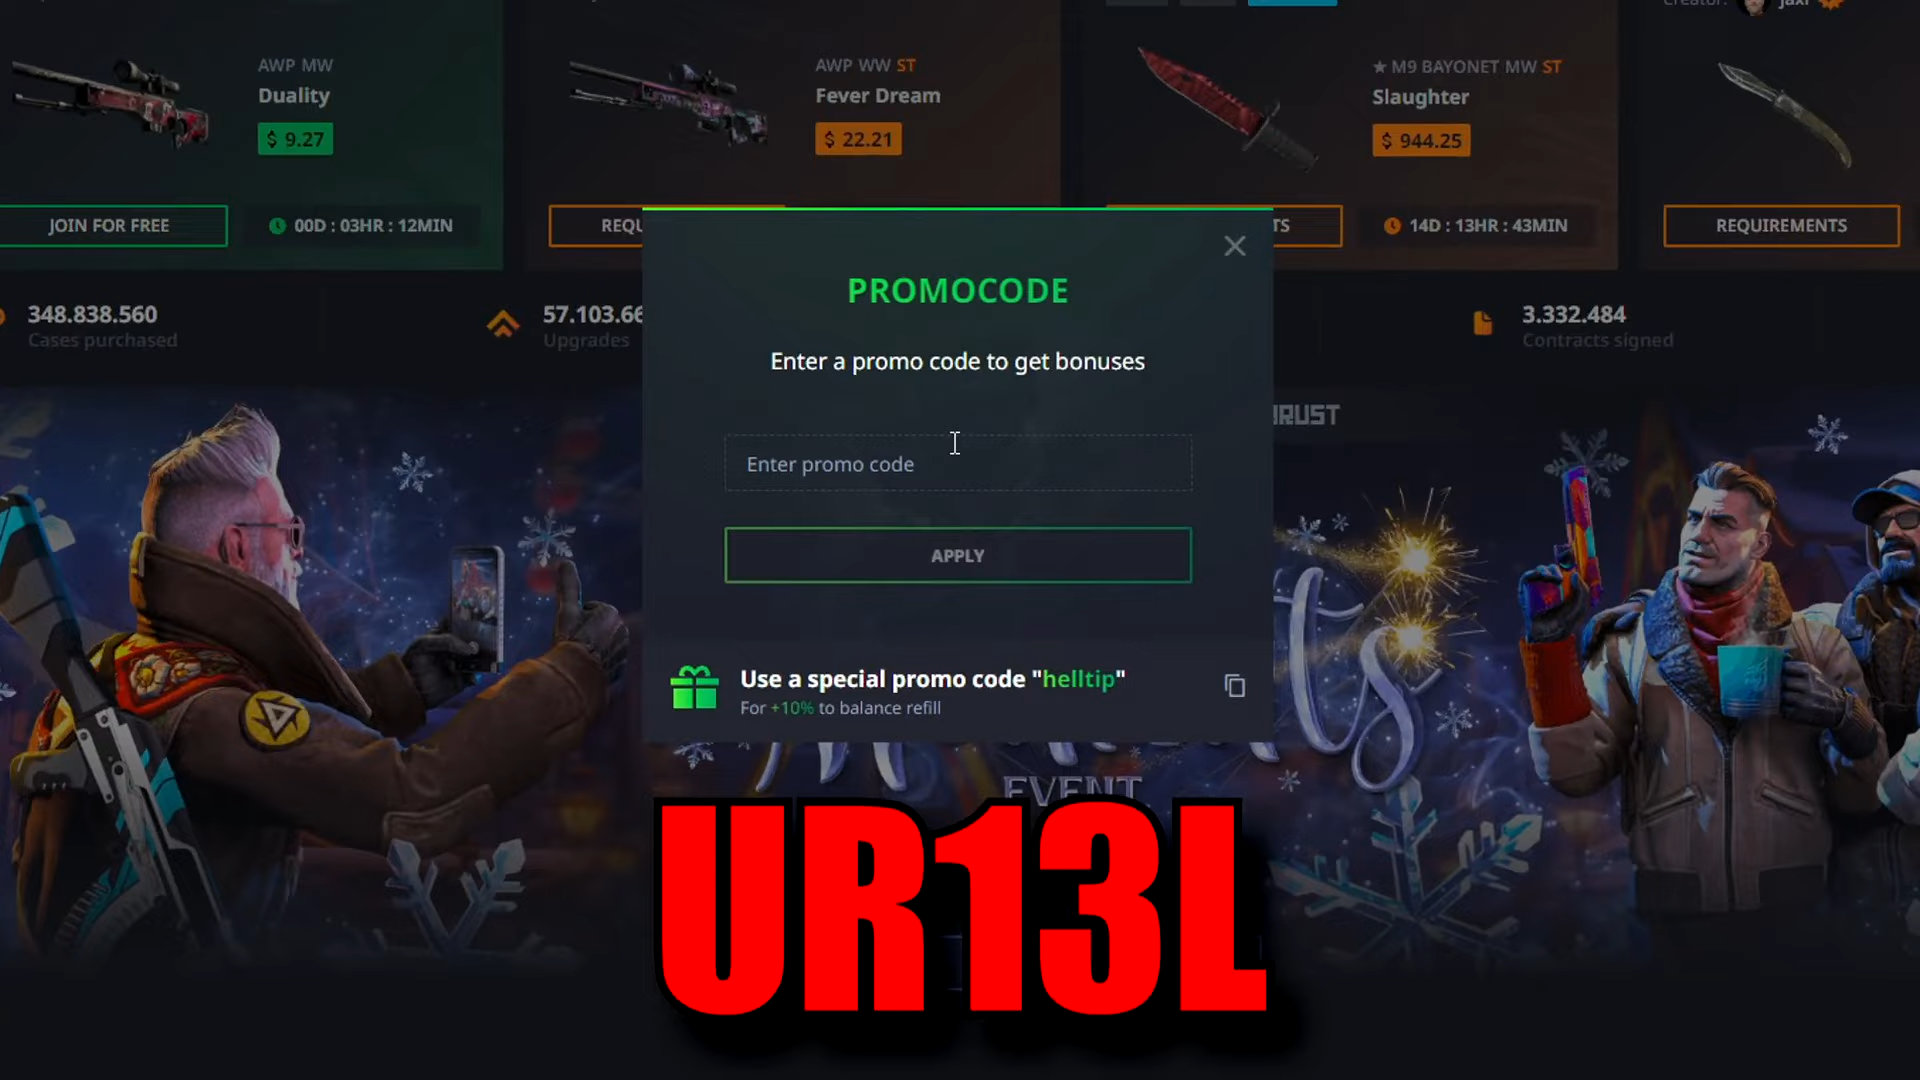 Creator: jaxi
AWP MW
Duality
$ 9.27
JOIN FOR FREE
00D : 03HR : 12MIN
AWP WW ST
Fever Dream
$ 22.21
★ M9 BAYONET MW ST
Slaughter
$ 944.25
14D : 13HR : 43MIN
REQUIREMENTS
348.838.560
Cases purchased
Upgrades
3.332.484
Contracts signed
PROMOCODE
Enter a promo code to get bonuses
Enter promo code
APPLY
Use a special promo code "helltip"
For +10% to balance refill
EVENT
UR13L